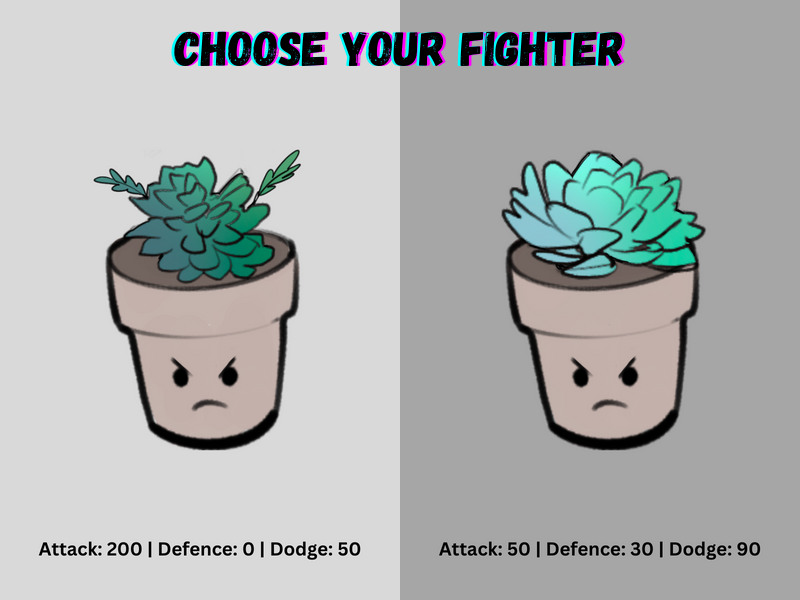 CHOOSE YOUR FIGHTER
Attack: 200 | Defence: 0 | Dodge: 50
Attack: 50 | Defence: 30 | Dodge: 90